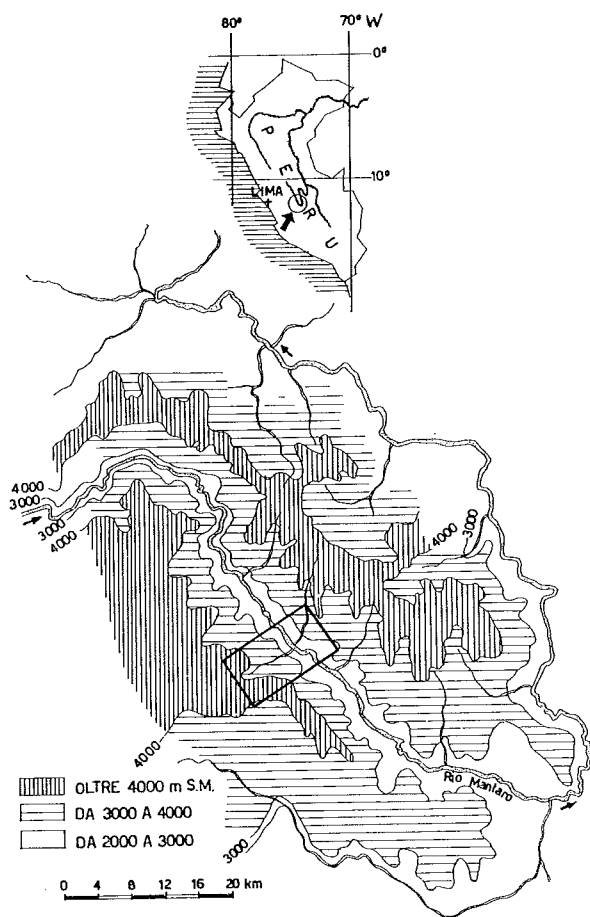 80° 70° W
0°
P
E
10°
LIMA
R
U
4000
3000
3000
4000
4000
3000
4000
Rio Mantaro
OLTRE 4000 m S.M.
DA 3000 A 4000
DA 2000 A 3000
3000
0 4 8 12 16 20 km